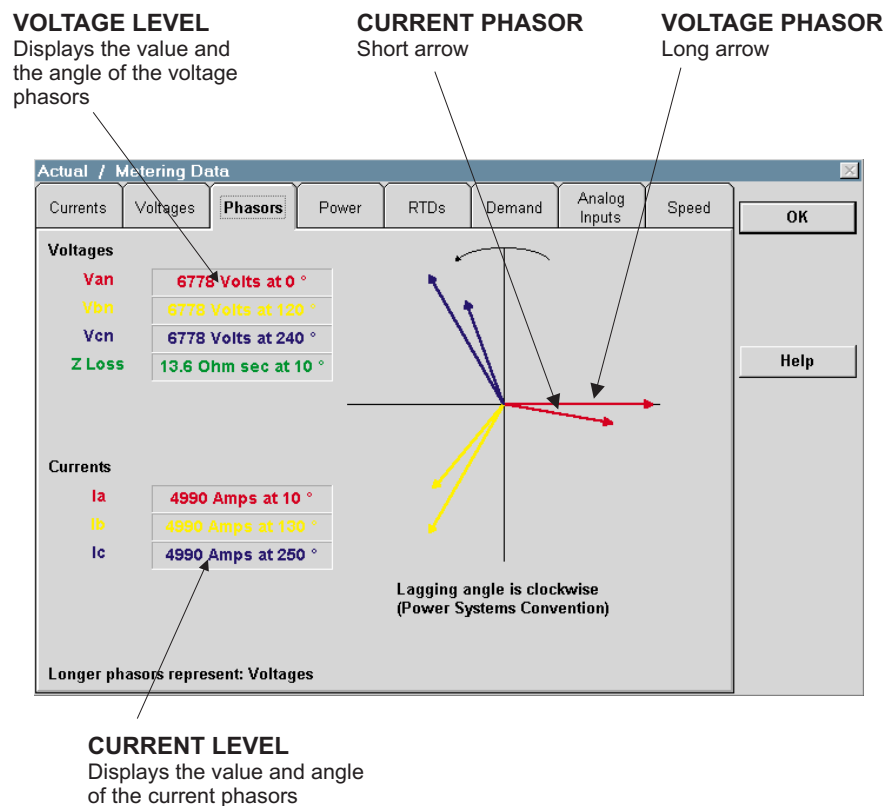 VOLTAGE LEVEL
Displays the value and
the angle of the voltage
phasors
CURRENT PHASOR
Short arrow
VOLTAGE PHASOR
Long arrow
Actual / Metering Data
Currents
Voltages
Phasors
Power
RTDs
Demand
Analog
Inputs
Speed
OK
Help
Voltages
Van 6778 Volts at 0 °
Vbn 6778 Volts at 120 °
Vcn 6778 Volts at 240 °
Z Loss 13.6 Ohm sec at 10 °
Currents
Ia 4990 Amps at 10 °
Ib 4990 Amps at 130 °
Ic 4990 Amps at 250 °
Lagging angle is clockwise
(Power Systems Convention)
Longer phasors represent: Voltages
CURRENT LEVEL
Displays the value and angle
of the current phasors